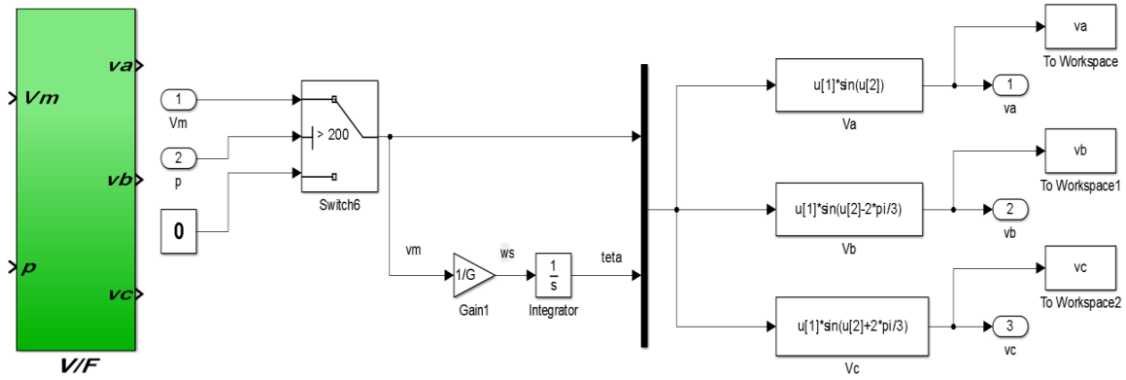 Vm
p
va
vb
vc
V/F
1
Vm
2
p
0
> 200
Switch6
vm
1/G
Gain1
ws
1
s
Integrator
teta
u[1]*sin(u[2])
Va
u[1]*sin(u[2]-2*pi/3)
Vb
u[1]*sin(u[2]+2*pi/3)
Vc
va
To Workspace
1
va
vb
To Workspace1
2
vb
vc
To Workspace2
3
vc